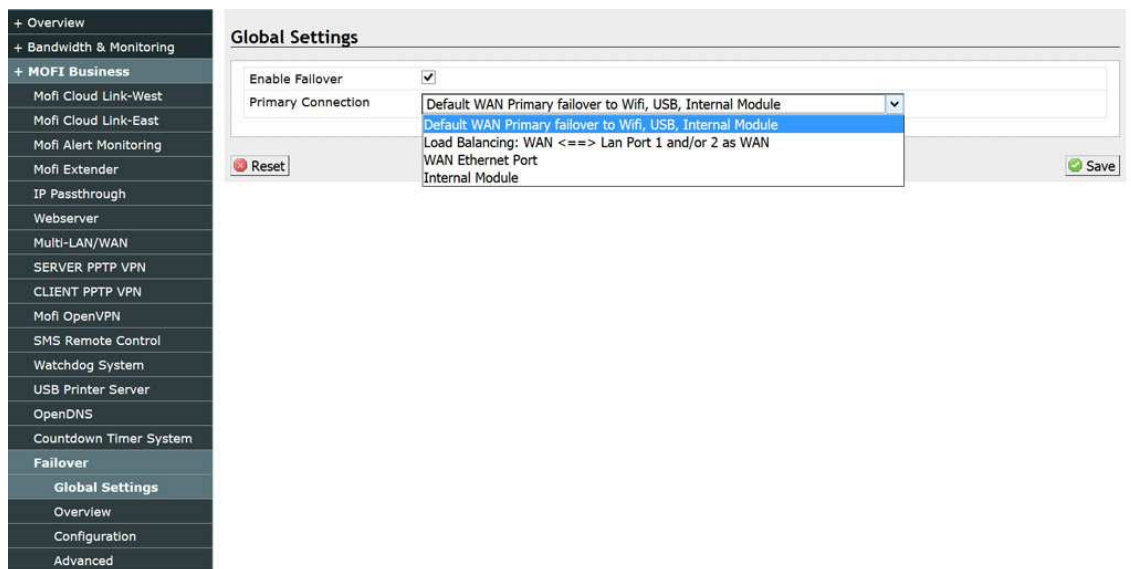 + Overview
+ Bandwidth & Monitoring
+ MOFI Business
Mofi Cloud Link-West
Mofi Cloud Link-East
Mofi Alert Monitoring
Mofi Extender
IP Passthrough
Webserver
Multi-LAN/WAN
SERVER PPTP VPN
CLIENT PPTP VPN
Mofi OpenVPN
SMS Remote Control
Watchdog System
USB Printer Server
OpenDNS
Countdown Timer System
Failover
Global Settings
Overview
Configuration
Advanced
Global Settings
Enable Failover
Primary Connection
Default WAN Primary failover to Wifi, USB, Internal Module
Default WAN Primary failover to Wifi, USB, Internal Module
Load Balancing: WAN <==> Lan Port 1 and/or 2 as WAN
WAN Ethernet Port
Internal Module
Reset
Save